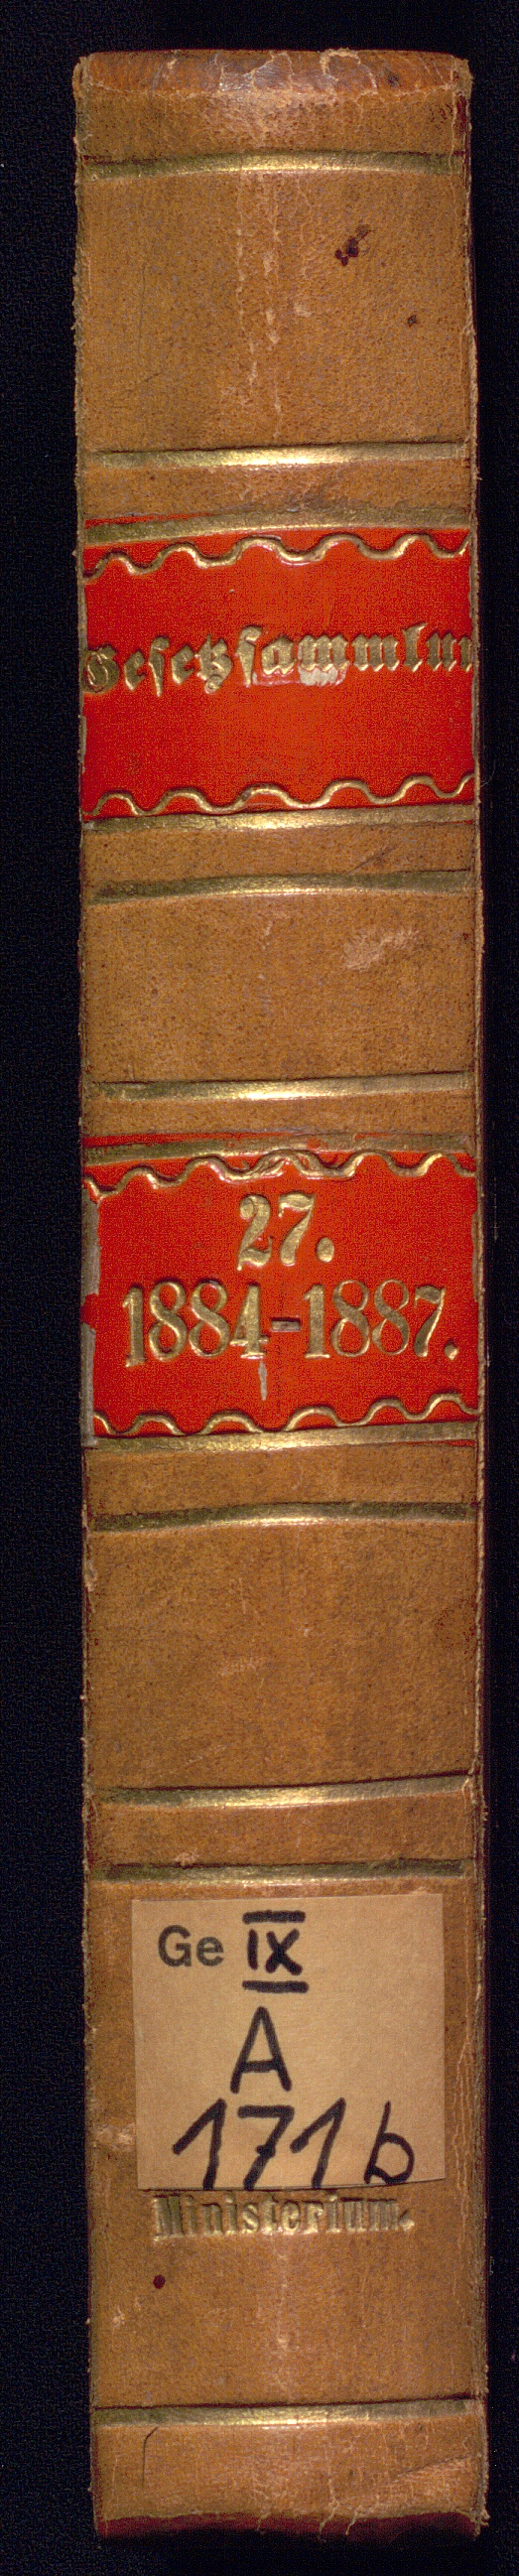 Gesetzsammlun
27.
1884-1887.
Ge IX
A
171b
Ministerium.